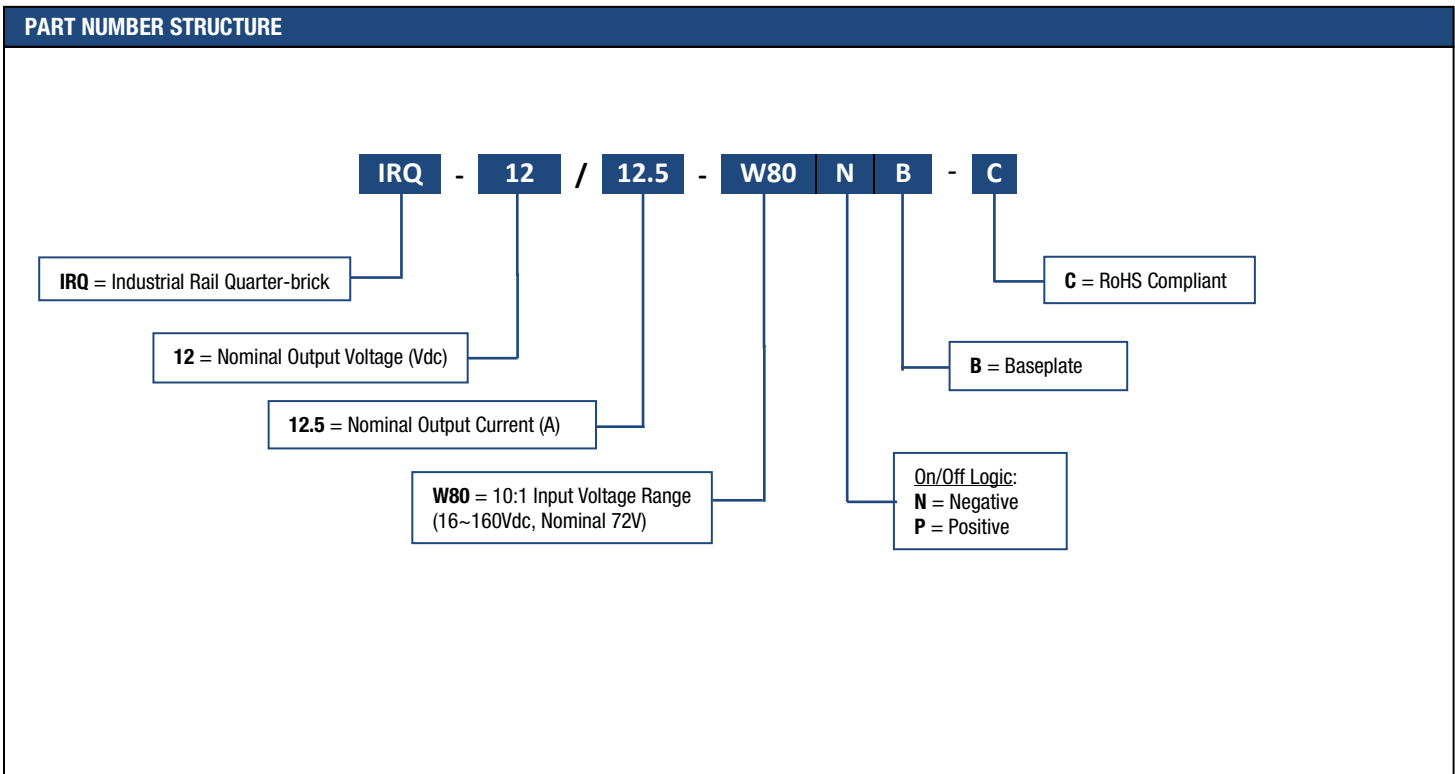 PART NUMBER STRUCTURE
IRQ - 12 / 12.5 - W80 N B - C
IRQ = Industrial Rail Quarter-brick
C = RoHS Compliant
12 = Nominal Output Voltage (Vdc)
B = Baseplate
12.5 = Nominal Output Current (A)
W80 = 10:1 Input Voltage Range
(16~160Vdc, Nominal 72V)
On/Off Logic:
N = Negative
P = Positive